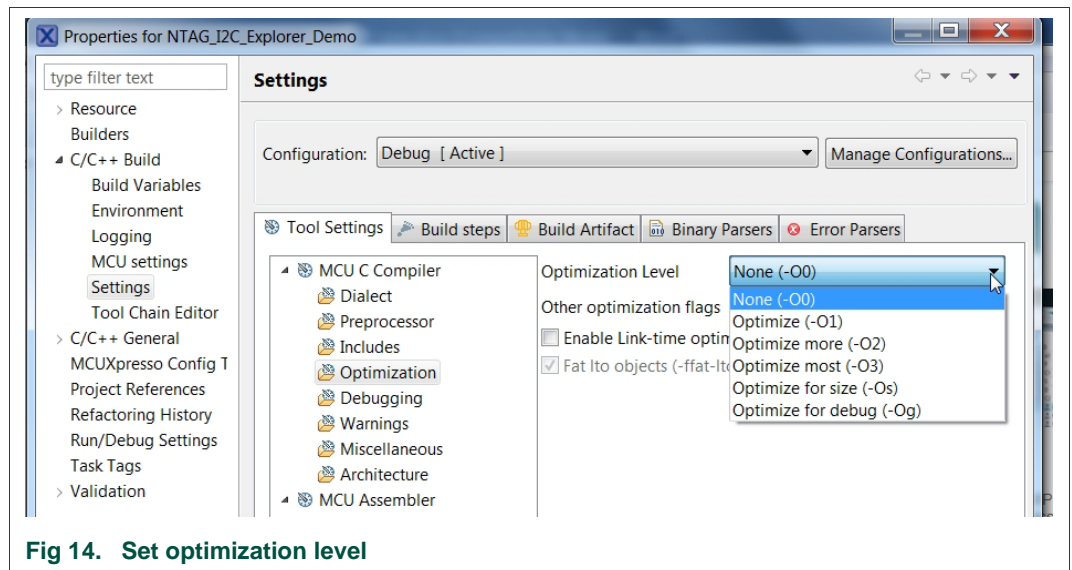 Properties for NTAG_I2C_Explorer_Demo
type filter text
Resource
Builders
C/C++ Build
Build Variables
Environment
Logging
MCU settings
Settings
Tool Chain Editor
C/C++ General
MCUXpresso Config T
Project References
Refactoring History
Run/Debug Settings
Task Tags
Validation
Settings
Configuration: Debug [ Active ] Manage Configurations...
Tool Settings Build steps Build Artifact Binary Parsers Error Parsers
MCU C Compiler
Dialect
Preprocessor
Includes
Optimization
Debugging
Warnings
Miscellaneous
Architecture
MCU Assembler
Optimization Level None (-O0)
Other optimization flags
Enable Link-time optim
Fat lto objects (-ffat-lto
None (-O0)
Optimize (-O1)
Optimize more (-O2)
Optimize most (-O3)
Optimize for size (-Os)
Optimize for debug (-Og)
Fig 14. Set optimization level